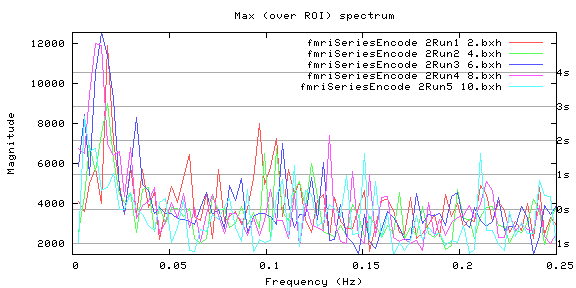 Max (over ROI) spectrum
fmriSeriesEncode 2Run1 2.bxh
fmriSeriesEncode 2Run2 4.bxh
fmriSeriesEncode 2Run3 6.bxh
fmriSeriesEncode 2Run4 8.bxh
fmriSeriesEncode 2Run5 10.bxh
Magnitude
12000
10000
8000
6000
4000
2000
4s
3s
2s
1s
0s
1s
0
0.05
0.1
0.15
0.2
0.25
Frequency (Hz)